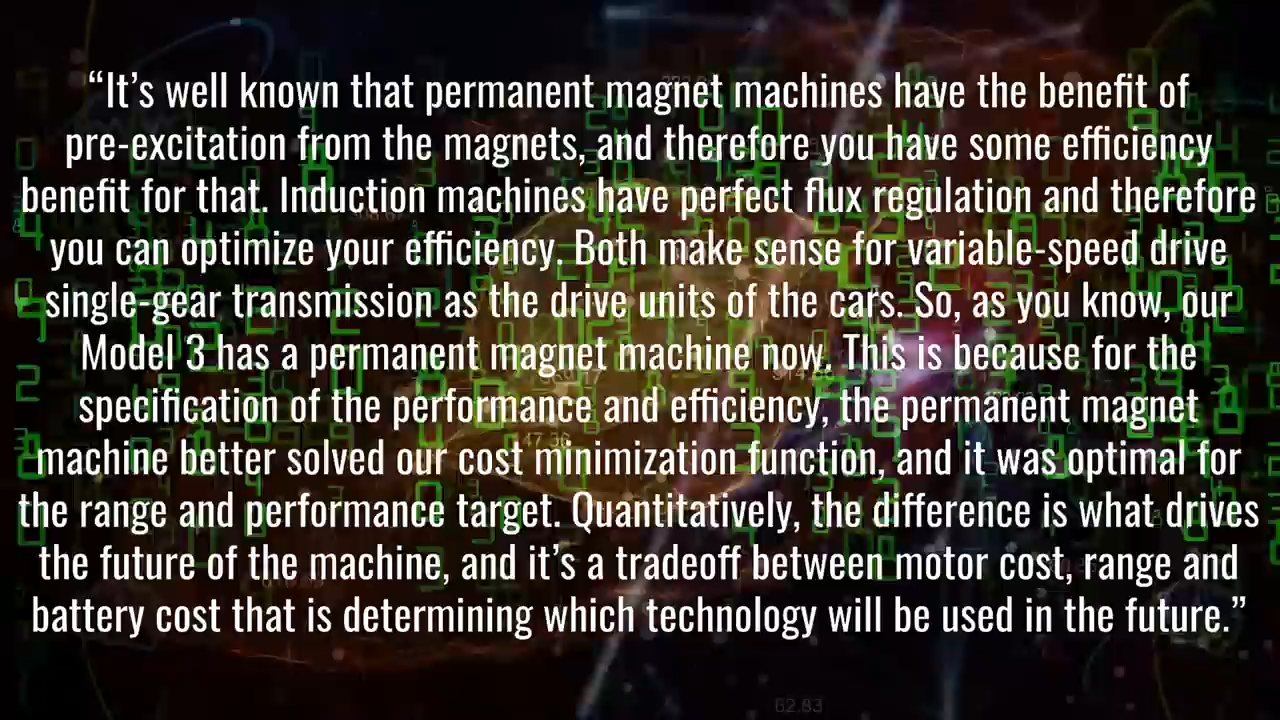 “It’s well known that permanent magnet machines have the benefit of
pre-excitation from the magnets, and therefore you have some efficiency
benefit for that. Induction machines have perfect flux regulation and therefore
you can optimize your efficiency. Both make sense for variable-speed drive
single-gear transmission as the drive units of the cars. So, as you know, our
Model 3 has a permanent magnet machine now. This is because for the
specification of the performance and efficiency, the permanent magnet
machine better solved our cost minimization function, and it was optimal for
the range and performance target. Quantitatively, the difference is what drives
the future of the machine, and it’s a tradeoff between motor cost, range and
battery cost that is determining which technology will be used in the future.”
62.83